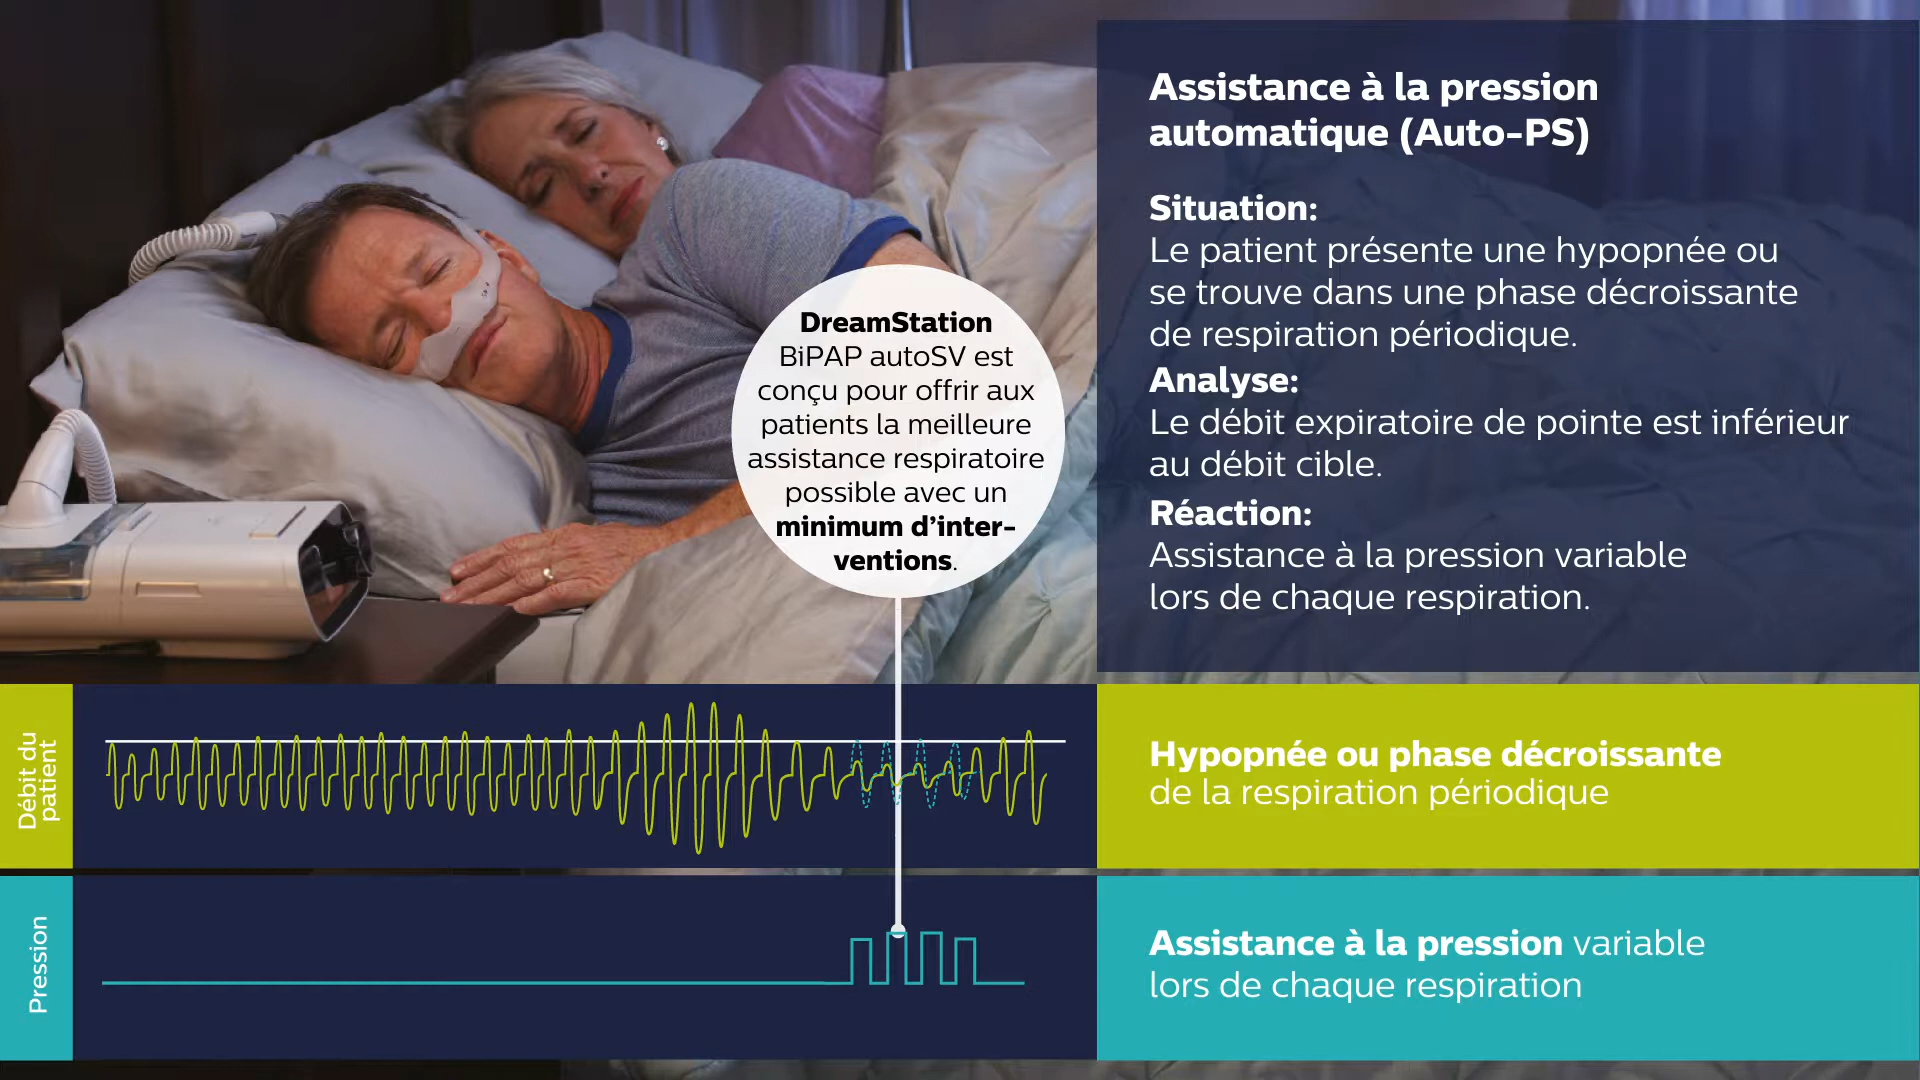 Assistance à la pression
automatique (Auto-PS)
Situation:
Le patient présente une hypopnée ou
se trouve dans une phase décroissante
de respiration périodique.
Analyse:
Le débit expiratoire de pointe est inférieur
au débit cible.
Réaction:
Assistance à la pression variable
lors de chaque respiration.
DreamStation
BiPAP autoSV est
conçu pour offrir aux
patients la meilleure
assistance respiratoire
possible avec un
minimum d’inter-
ventions.
Débit du
patient
Hypopnée ou phase décroissante
de la respiration périodique
Pression
Assistance à la pression variable
lors de chaque respiration